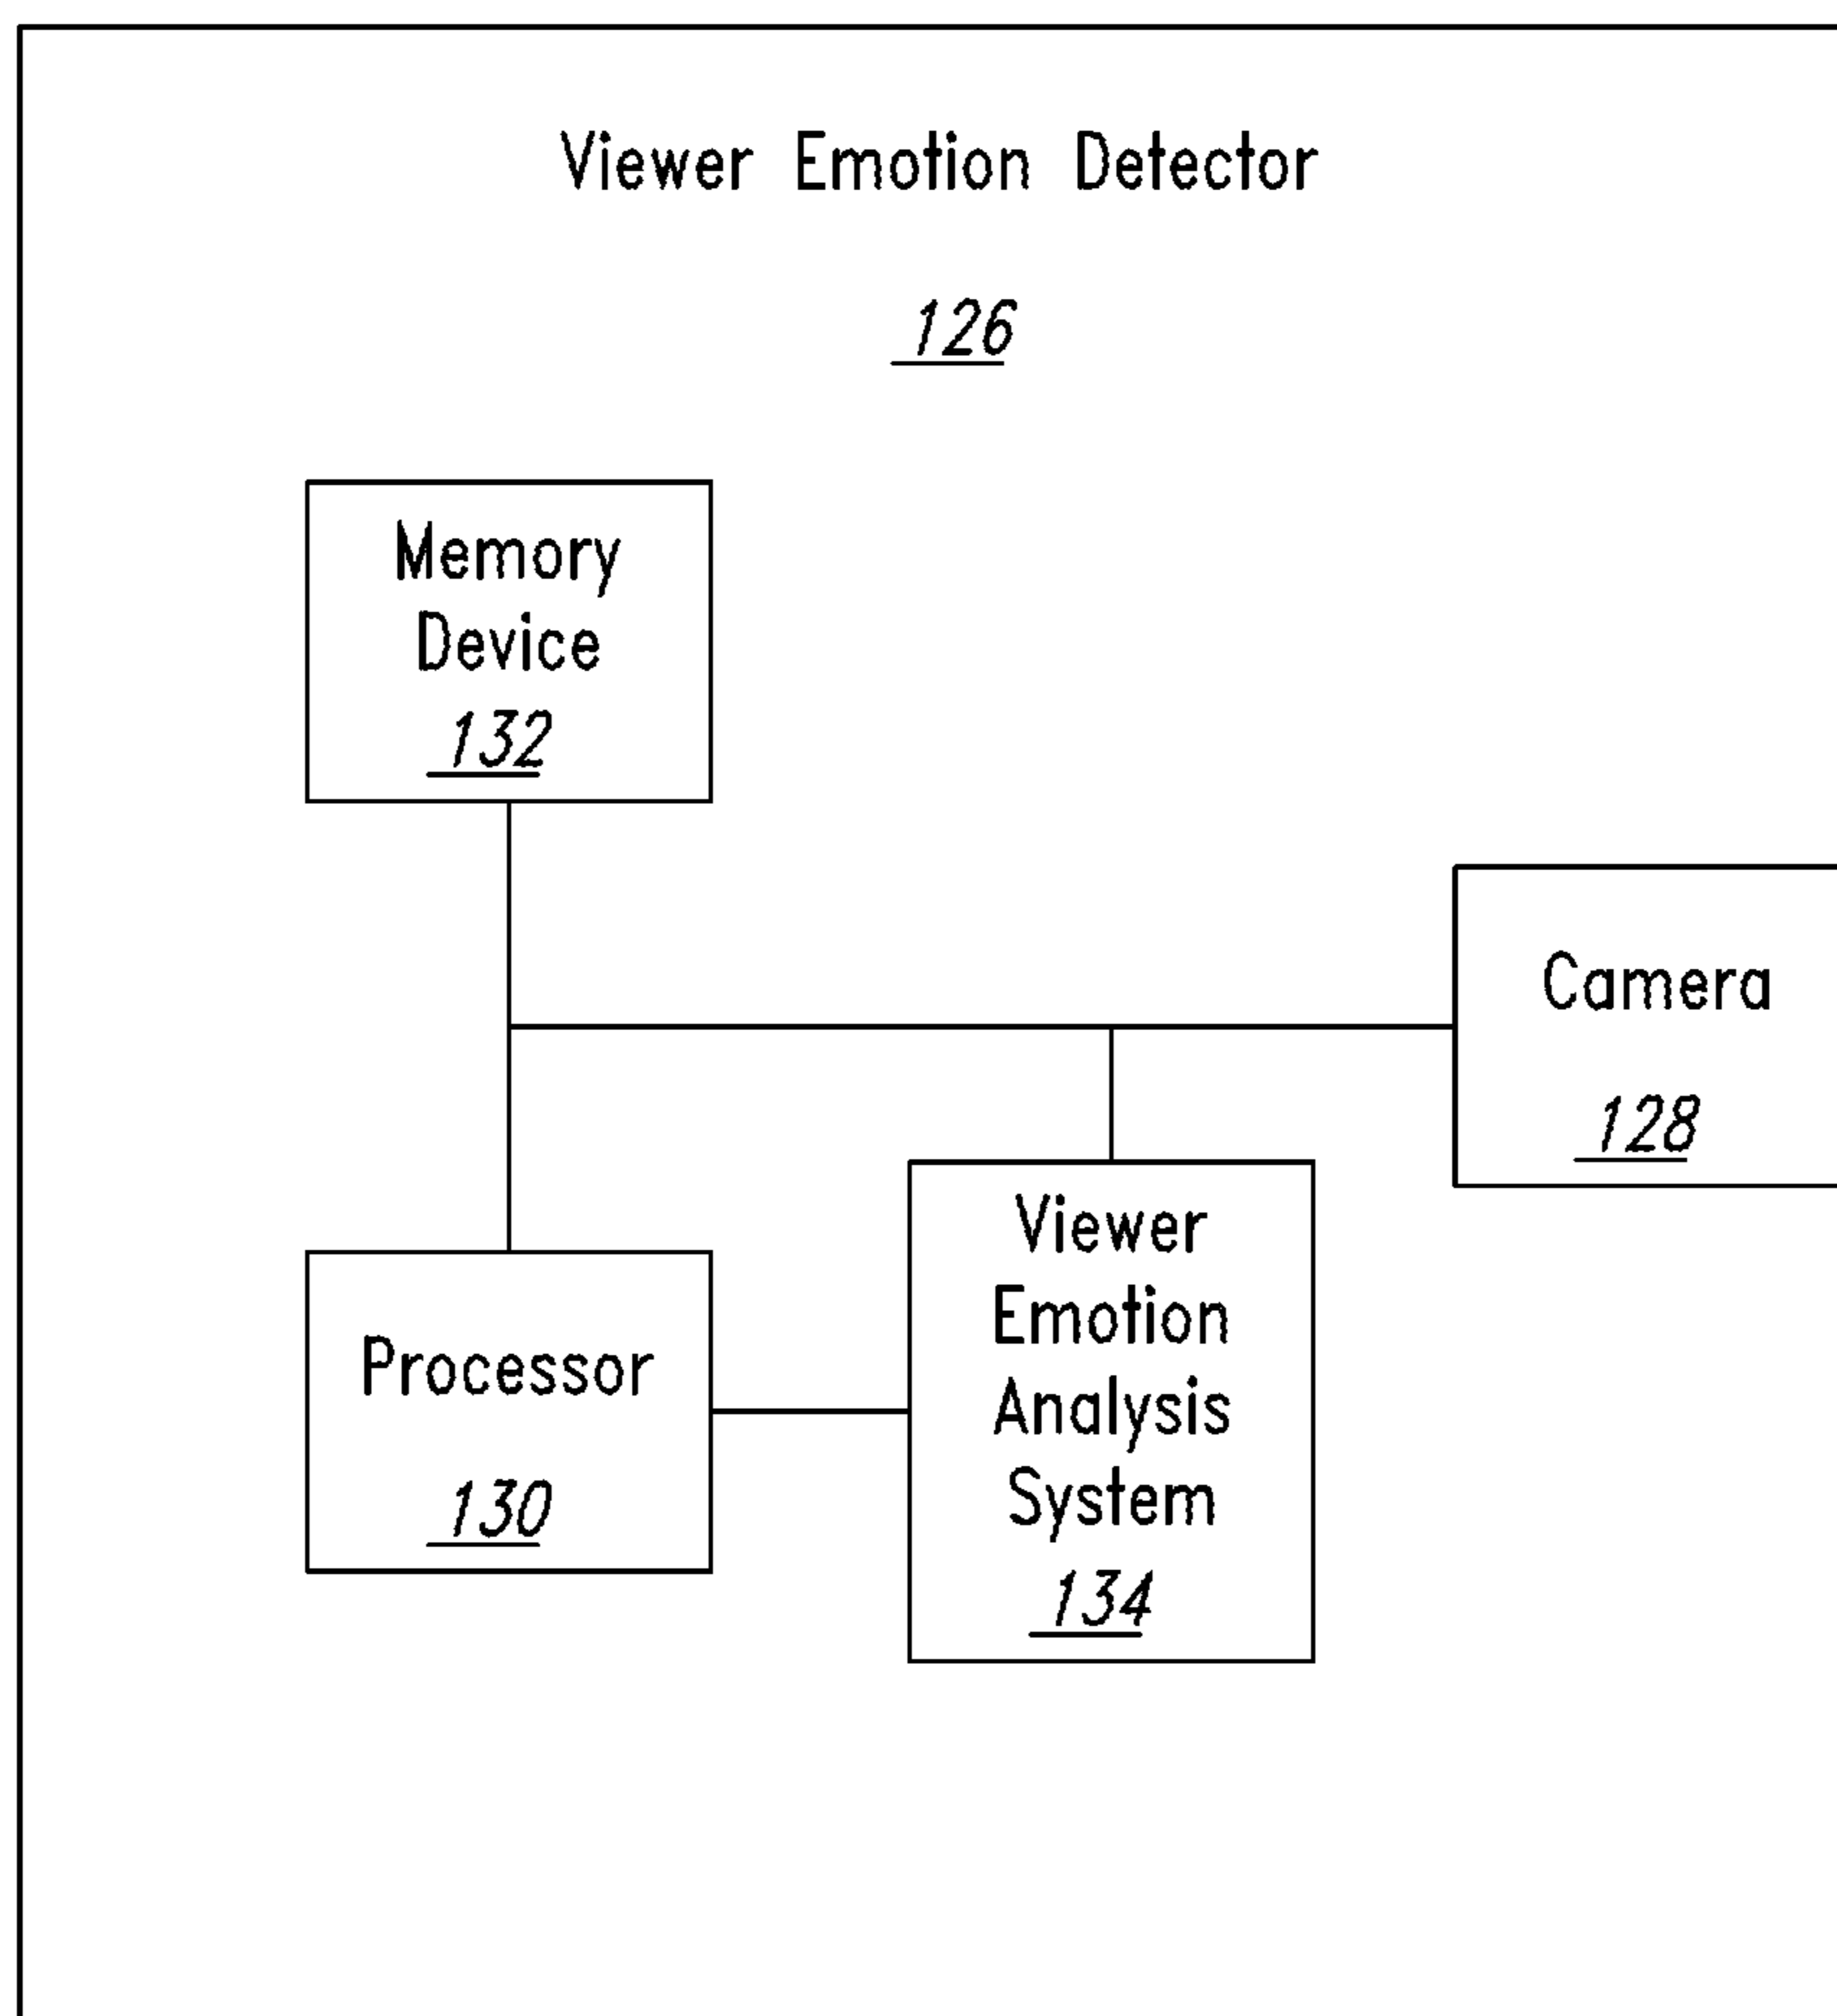 Viewer Emotion Detector
126
Memory
Device
132
Camera
128
Processor
130
Viewer
Emotion
Analysis
System
134